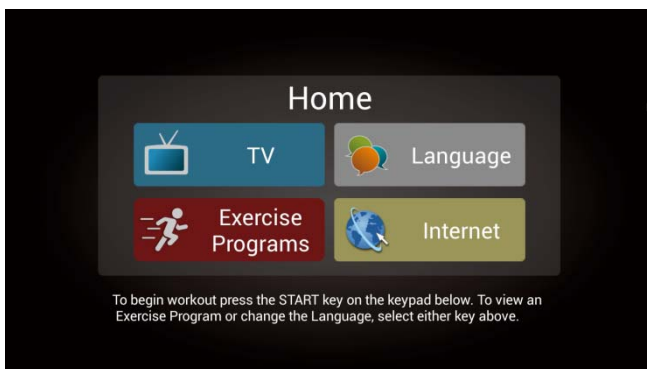 Home
TV
Language
Exercise
Programs
Internet
To begin workout press the START key on the keypad below. To view an
Exercise Program or change the Language, select either key above.